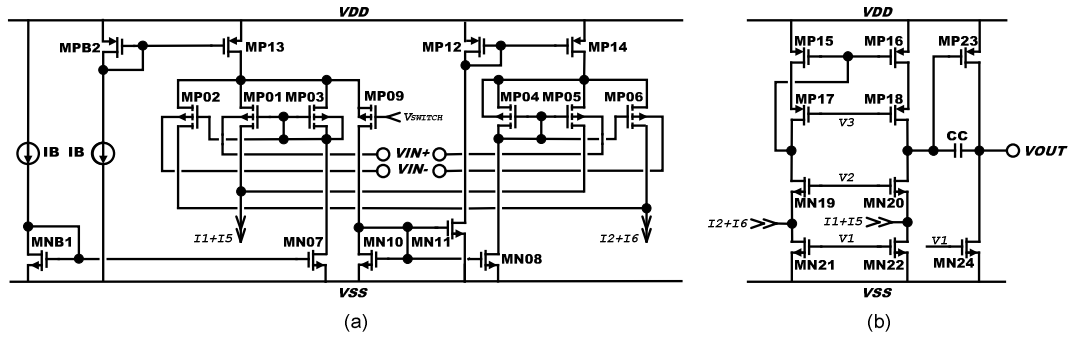 VDD
MPB2
MP13
MP12
MP14
MP02
MP01
MP03
MP09
VSWITCH
MP04
MP05
MP06
IB
IB
VIN+
VIN-
I1+I5
I2+I6
MNB1
MN07
MN10
MN11
MN08
VSS
(a)
VDD
MP15
MP16
MP23
MP17
MP18
V3
CC
VOUT
V2
MN19
MN20
I2+I6
I1+I5
V1
V1
MN21
MN22
MN24
VSS
(b)